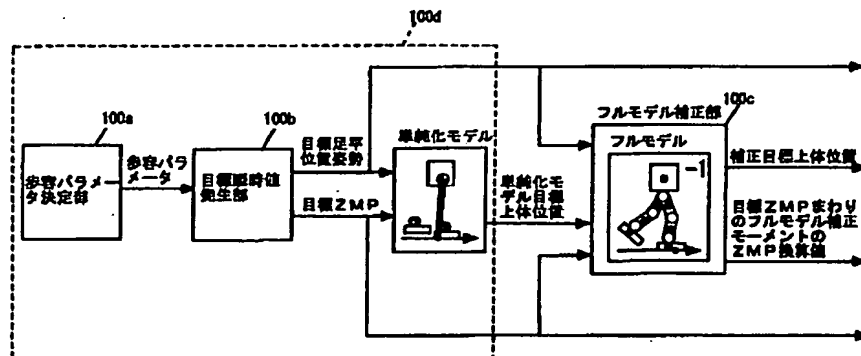 100d
100a
歩容パラメー
タ決定部
歩容パラ
メータ
100b
目標瞬時値
発生部
目標足平
位置姿勢
目標ZMP
単純化モデル
単純化モ
デル目標
上体位置
フルモデル補正部
100c
フルモデル
-1
補正目標上体位置
目標ZMPまわり
のフルモデル補正
モーメントの
ZMP換算値